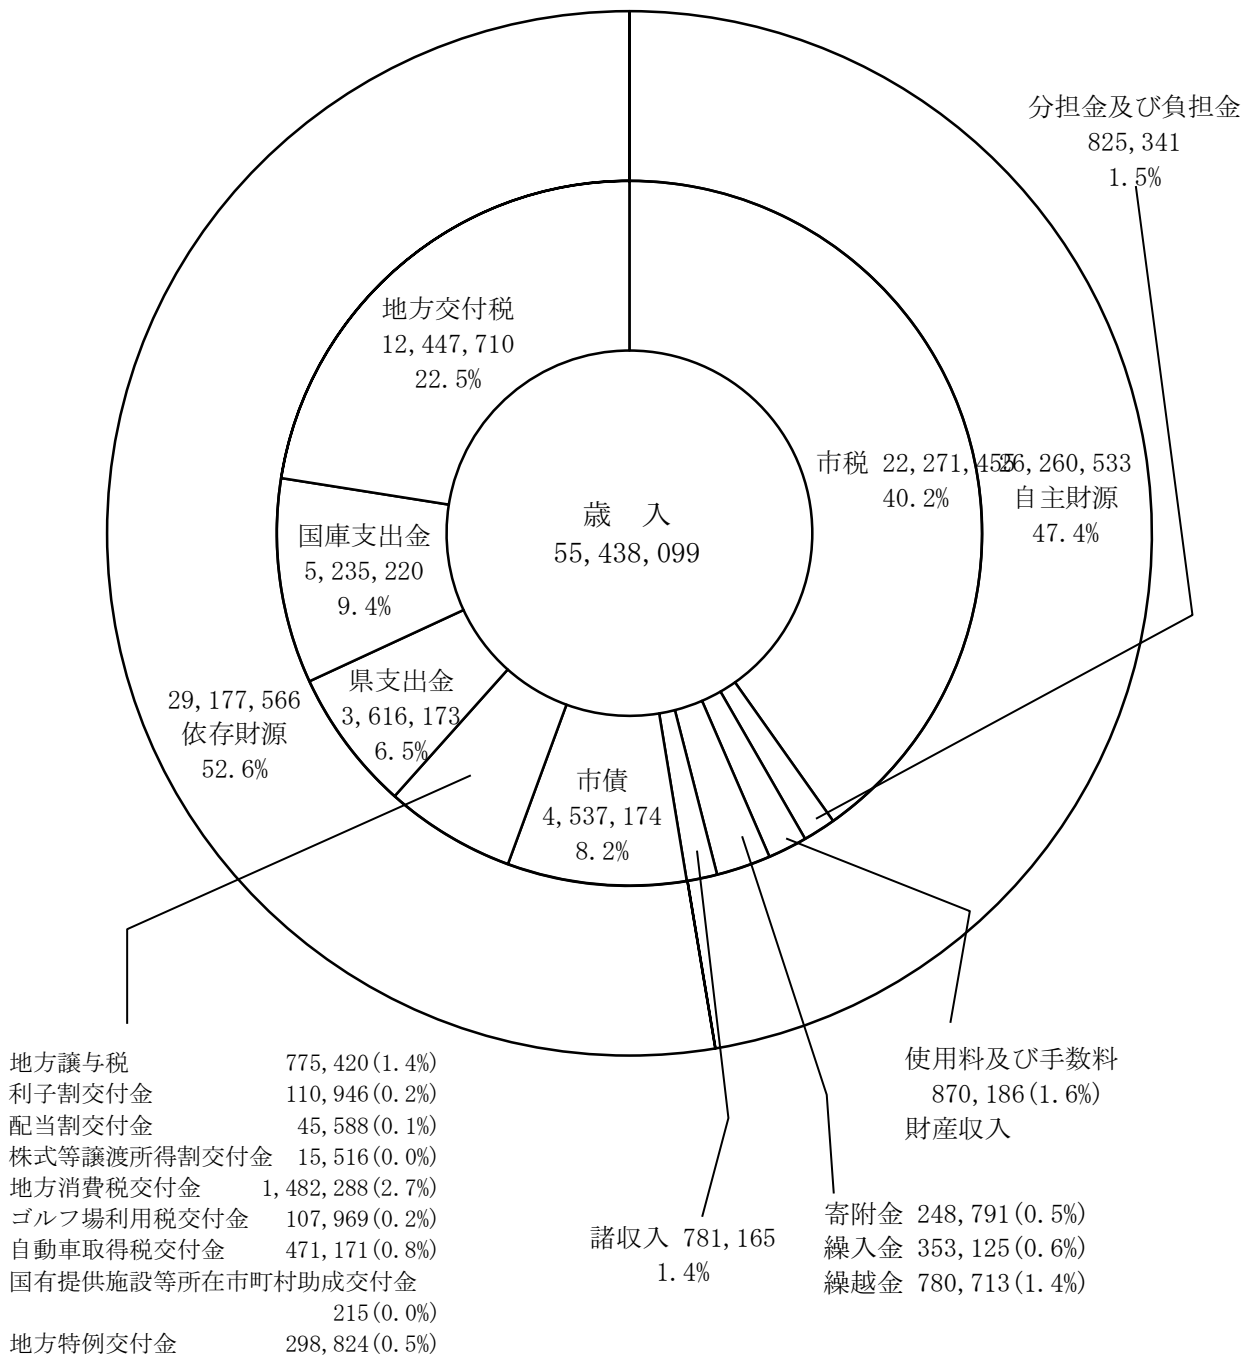 分担金及び負担金
825,341
1.5%
地方交付税
12,447,710
22.5%
市税 22,271,455
40.2%
26,260,533
自主財源
47.4%
歳　入
55,438,099
国庫支出金
5,235,220
9.4%
県支出金
3,616,173
6.5%
29,177,566
依存財源
52.6%
市債
4,537,174
8.2%
地方譲与税 775,420(1.4%)
利子割交付金 110,946(0.2%)
配当割交付金 45,588(0.1%)
株式等譲渡所得割交付金 15,516(0.0%)
地方消費税交付金 1,482,288(2.7%)
ゴルフ場利用税交付金 107,969(0.2%)
自動車取得税交付金 471,171(0.8%)
国有提供施設等所在市町村助成交付金
215(0.0%)
地方特例交付金 298,824(0.5%)
諸収入 781,165
1.4%
使用料及び手数料
870,186(1.6%)
財産収入
寄附金 248,791(0.5%)
繰入金 353,125(0.6%)
繰越金 780,713(1.4%)